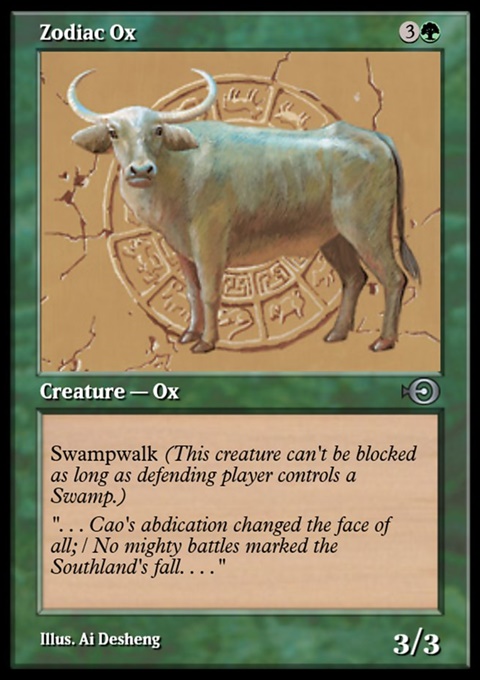 Zodiac Ox
3
Creature — Ox
Swampwalk (This creature can't be blocked
as long as defending player controls a
Swamp.)
". . . Cao's abdication changed the face of
all; / No mighty battles marked the
Southland's fall. . . ."
Illus. Ai Desheng
3/3